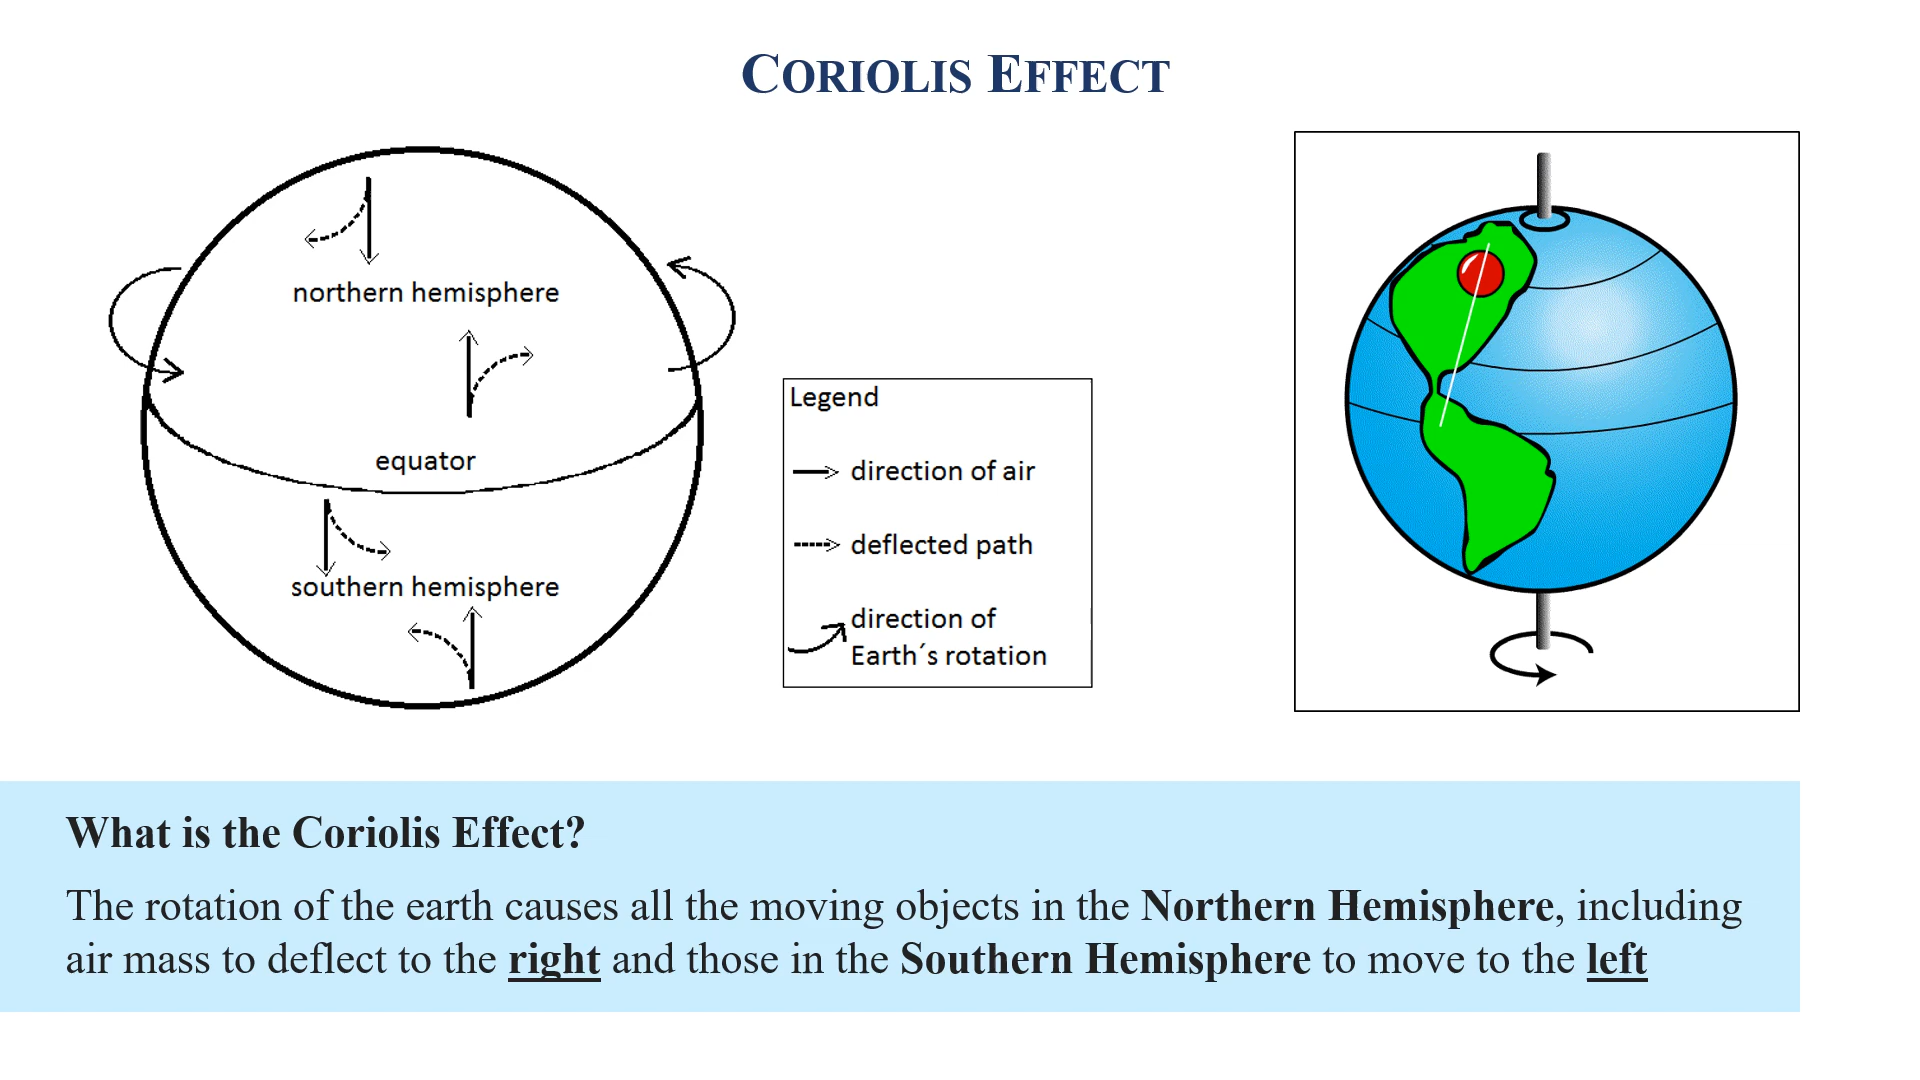 CORIOLIS EFFECT
northern hemisphere
equator
southern hemisphere
Legend
direction of air
deflected path
direction of
Earth´s rotation
What is the Coriolis Effect?
The rotation of the earth causes all the moving objects in the Northern Hemisphere, including
air mass to deflect to the right and those in the Southern Hemisphere to move to the left